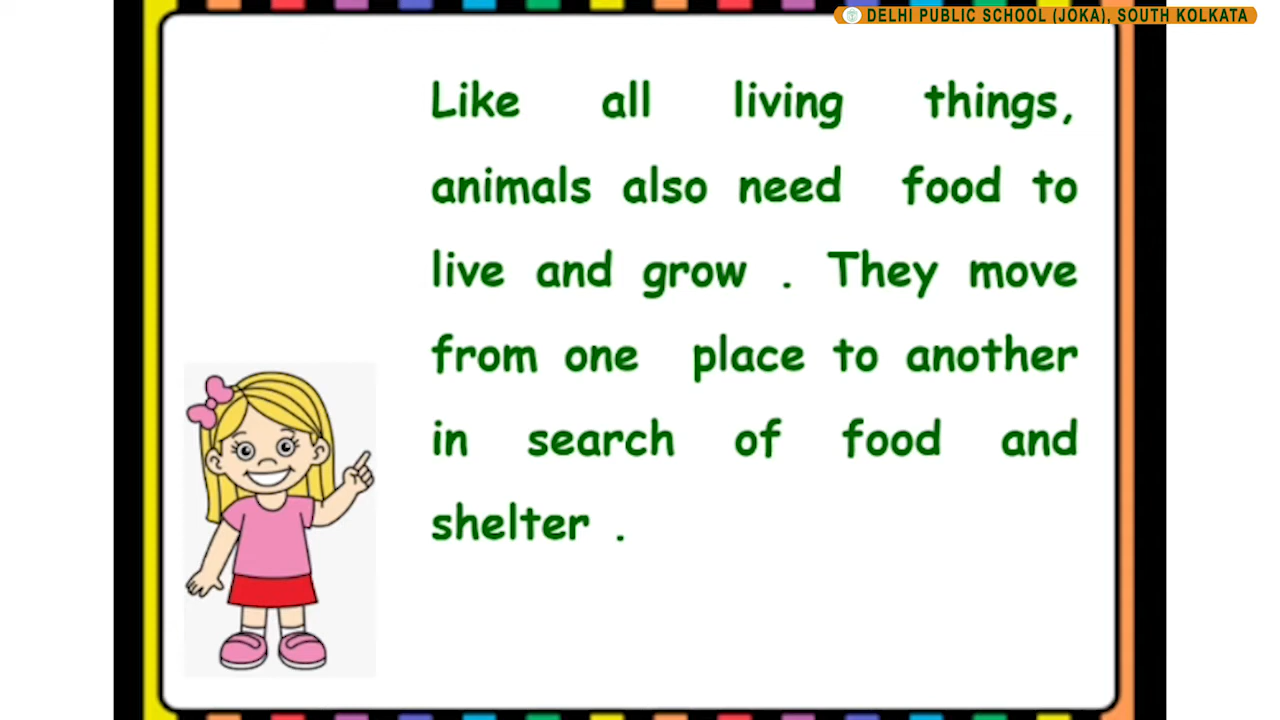 DELHI PUBLIC SCHOOL (JOKA), SOUTH KOLKATA
Like all living things,
animals also need food to
live and grow . They move
from one place to another
in search of food and
shelter .